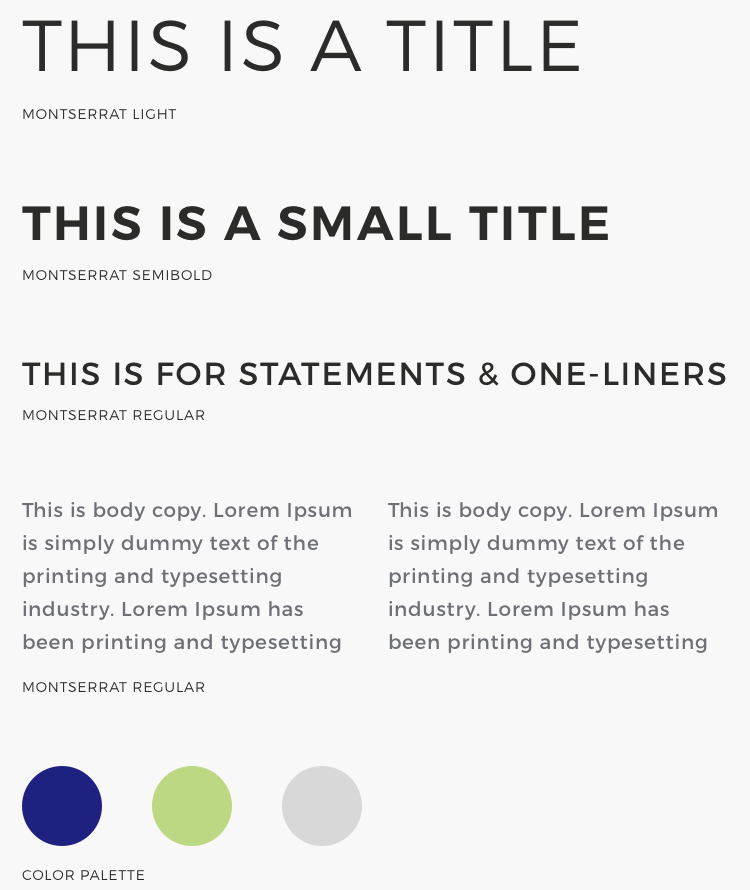 THIS IS A TITLE
MONTSERRAT LIGHT
THIS IS A SMALL TITLE
MONTSERRAT SEMIBOLD
THIS IS FOR STATEMENTS & ONE-LINERS
MONTSERRAT REGULAR
This is body copy. Lorem Ipsum
is simply dummy text of the
printing and typesetting
industry. Lorem Ipsum has
been printing and typesetting
This is body copy. Lorem Ipsum
is simply dummy text of the
printing and typesetting
industry. Lorem Ipsum has
been printing and typesetting
MONTSERRAT REGULAR
COLOR PALETTE